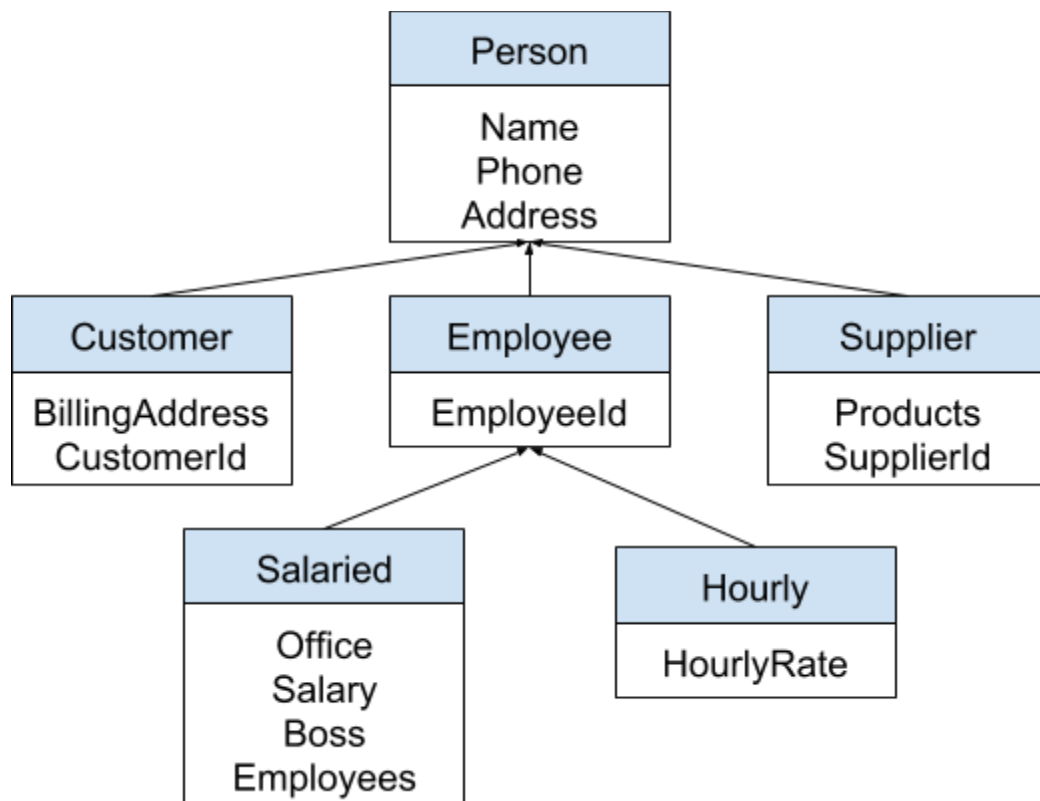 Person
Name
Phone
Address
Customer
BillingAddress
CustomerId
Employee
EmployeeId
Supplier
Products
SupplierId
Salaried
Office
Salary
Boss
Employees
Hourly
HourlyRate